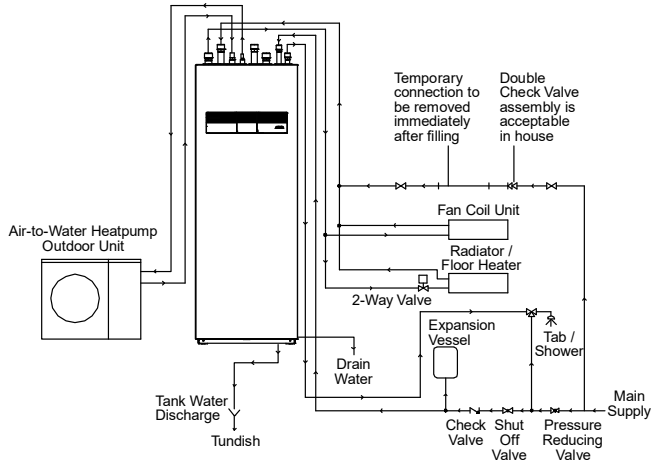 Temporary
connection to
be removed
immediately
after filling
Double
Check Valve
assembly is
acceptable
in house
Fan Coil Unit
Air-to-Water Heatpump
Outdoor Unit
Radiator /
Floor Heater
2-Way Valve
Expansion
Vessel
Tab /
Shower
Drain
Water
Tank Water
Discharge
Tundish
Main
Supply
Check
Valve
Shut
Off
Valve
Pressure
Reducing
Valve